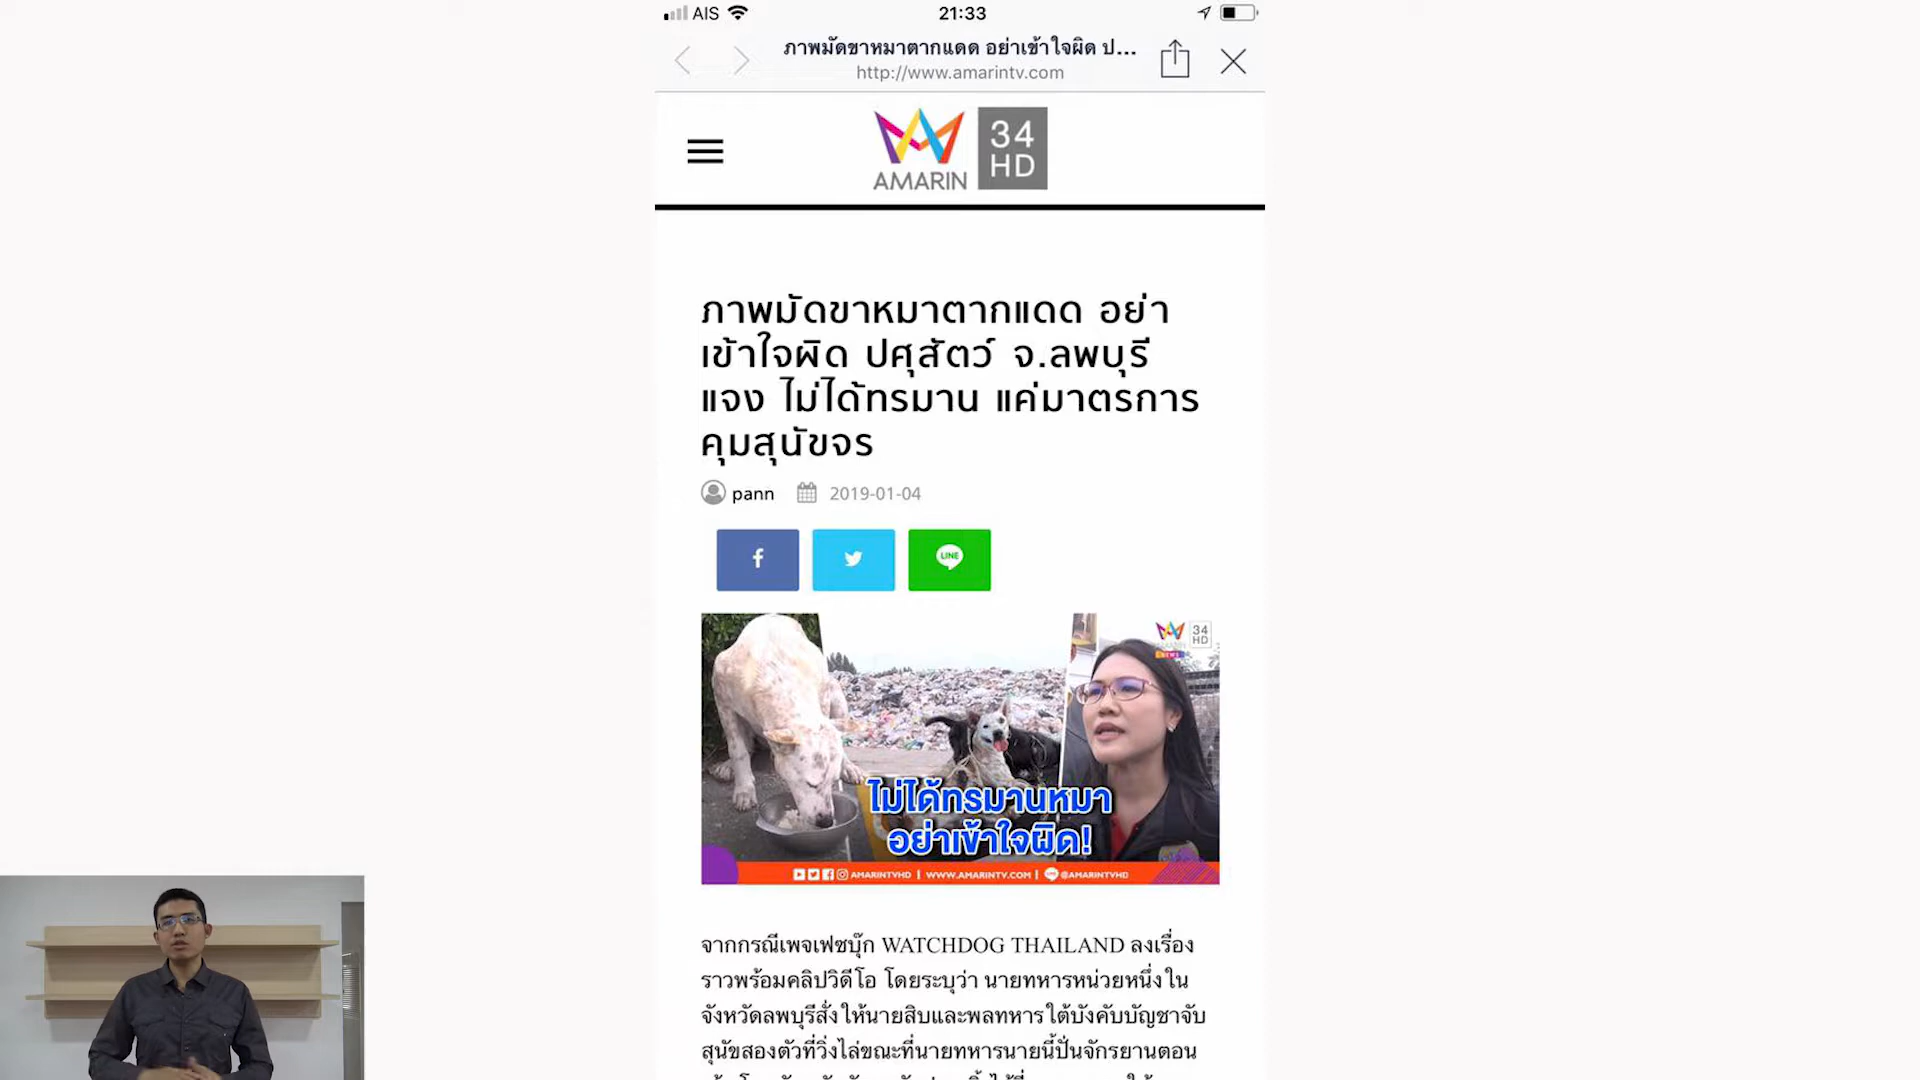 AIS
21:33
ภาพมัดขาหมาตากแดด อย่าเข้าใจผิด ป...
http://www.amarintv.com
AMARIN
34
HD
ภาพมัดขาหมาตากแดด อย่า
เข้าใจผิด ปศุสัตว์ จ.ลพบุรี
แจง ไม่ได้ทรมาน แค่มาตรการ
คุมสุนัขจร
pann 2019-01-04
LINE
34
HD
ไม่ได้ทรมานหมา
อย่าเข้าใจผิด!
AMARINTVHD | WWW.AMARINTV.COM | @AMARINTVHD
จากกรณีเพจเฟซบุ๊ก WATCHDOG THAILAND ลงเรื่อง
ราวพร้อมคลิปวิดีโอ โดยระบุว่า นายทหารหน่วยหนึ่งใน
จังหวัดลพบุรีสั่งให้นายสิบและพลทหารใต้บังคับบัญชาจับ
สุนัขสองตัวที่วิ่งไล่ขณะที่นายทหารนายนี้ปั่นจักรยานตอน